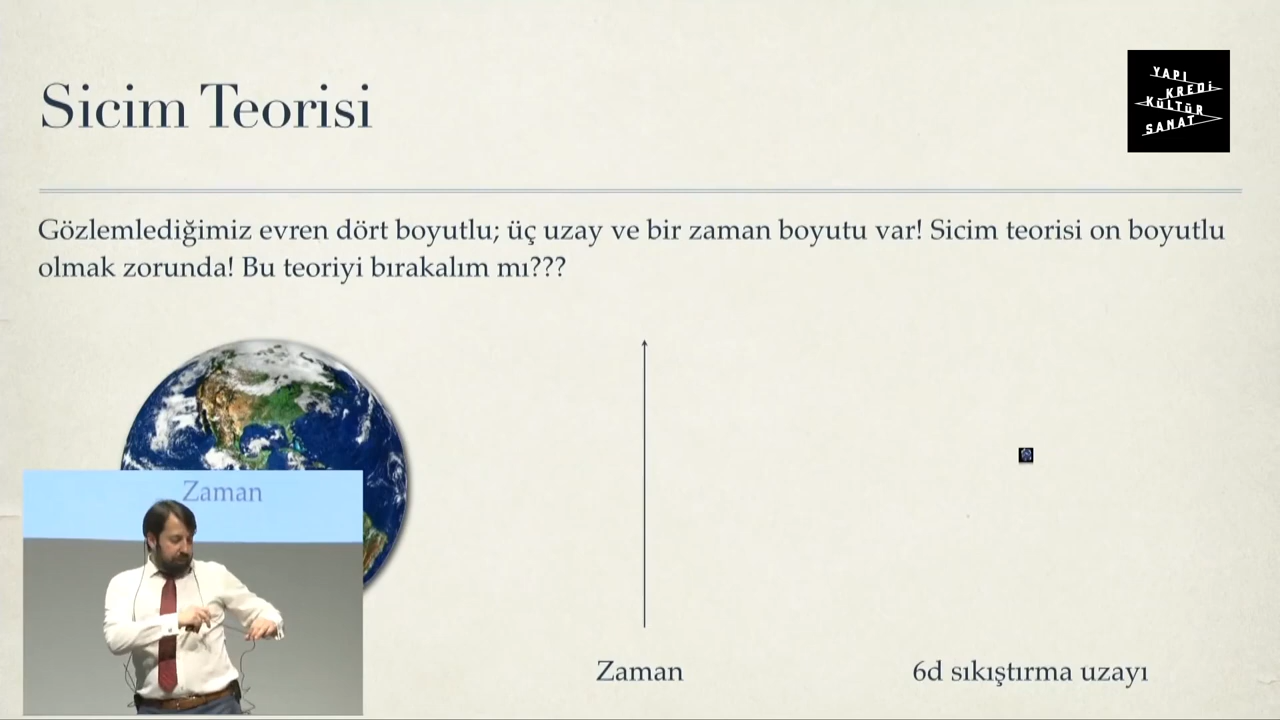 Sicim Teorisi
YAPI
KREDİ
KÜLTÜR
SANAT
Gözlemlediğimiz evren dört boyutlu; üç uzay ve bir zaman boyutu var! Sicim teorisi on boyutlu
olmak zorunda! Bu teoriyi bırakalım mı???
Zaman
Zaman
6d sıkıştırma uzayı